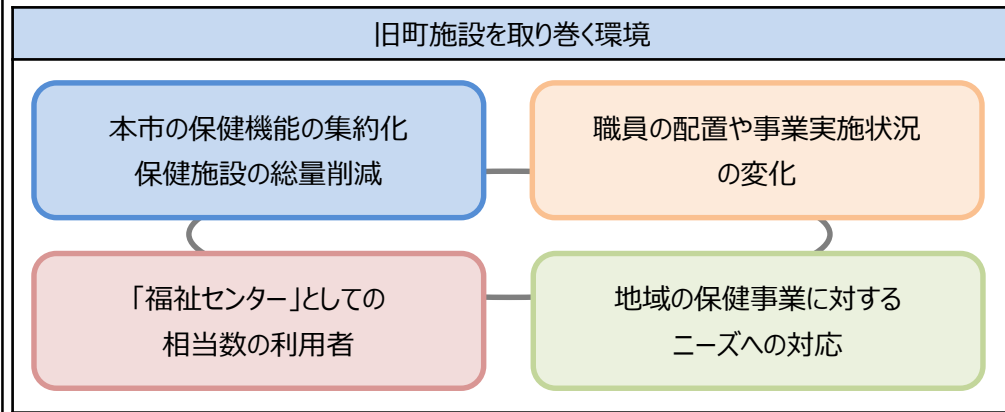 旧町施設を取り巻く環境
本市の保健機能の集約化
保健施設の総量削減
職員の配置や事業実施状況
の変化
「福祉センター」としての
相当数の利用者
地域の保健事業に対する
ニーズへの対応